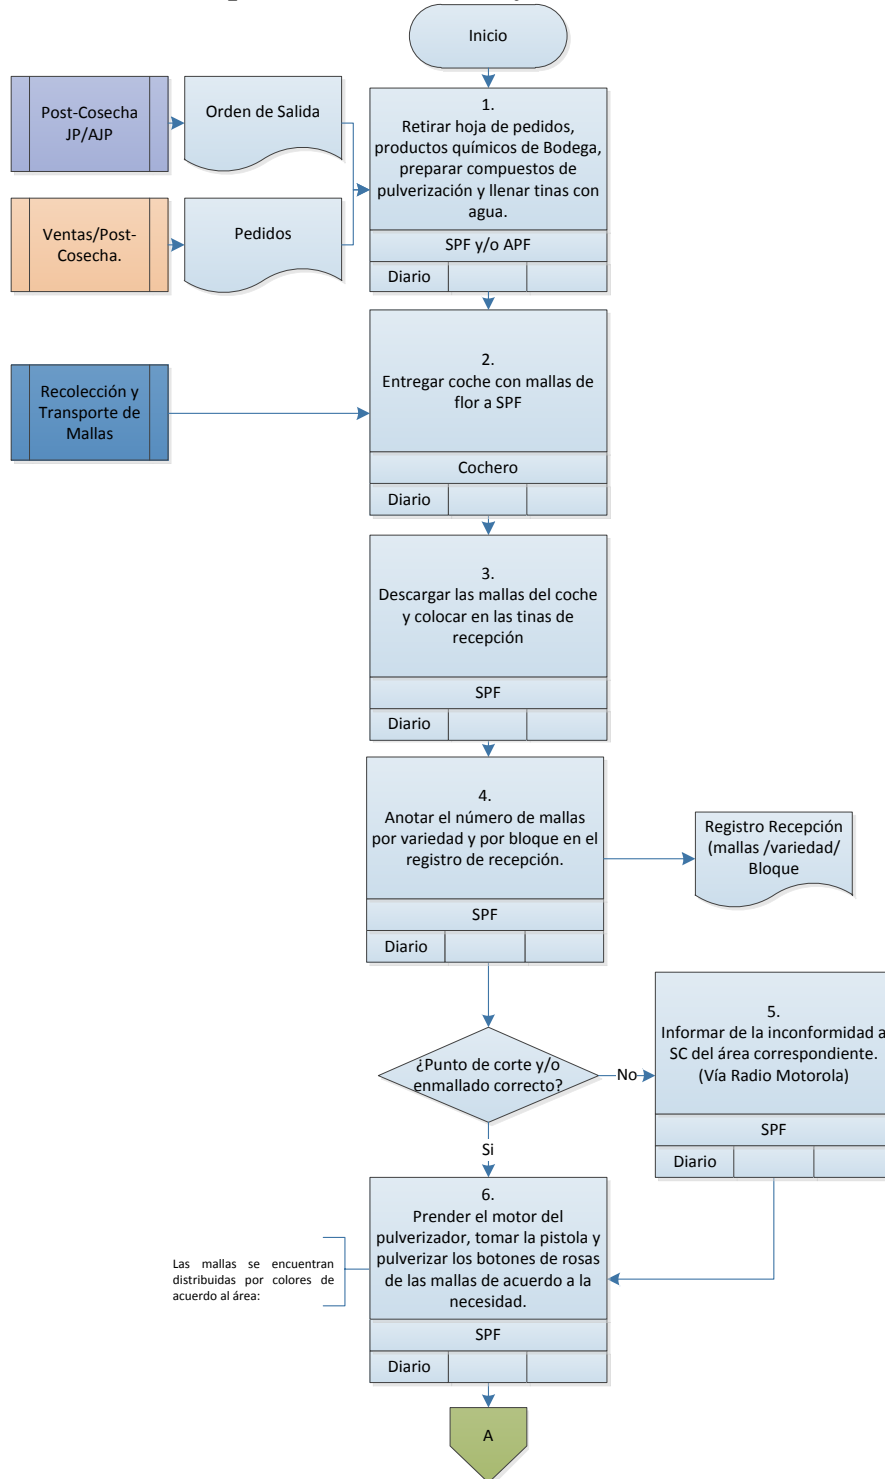 Inicio
Post-Cosecha
JP/AJP
Orden de Salida
1.
Retirar hoja de pedidos,
productos químicos de Bodega,
preparar compuestos de
pulverización y llenar tinas con
agua.
Ventas/Post-
Cosecha.
Pedidos
SPF y/o APF
Diario
2.
Entregar coche con mallas de
flor a SPF
Recolección y
Transporte de
Mallas
Cochero
Diario
3.
Descargar las mallas del coche
y colocar en las tinas de
recepción
SPF
Diario
4.
Anotar el número de mallas
por variedad y por bloque en el
registro de recepción.
Registro Recepción
(mallas /variedad/
Bloque
SPF
Diario
¿Punto de corte y/o
enmallado correcto?
No
5.
Informar de la inconformidad a
SC del área correspondiente.
(Vía Radio Motorola)
SPF
Diario
Si
6.
Prender el motor del
pulverizador, tomar la pistola y
pulverizar los botones de rosas
de las mallas de acuerdo a la
necesidad.
Las mallas se encuentran
distribuidas por colores de
acuerdo al área:
SPF
Diario
A